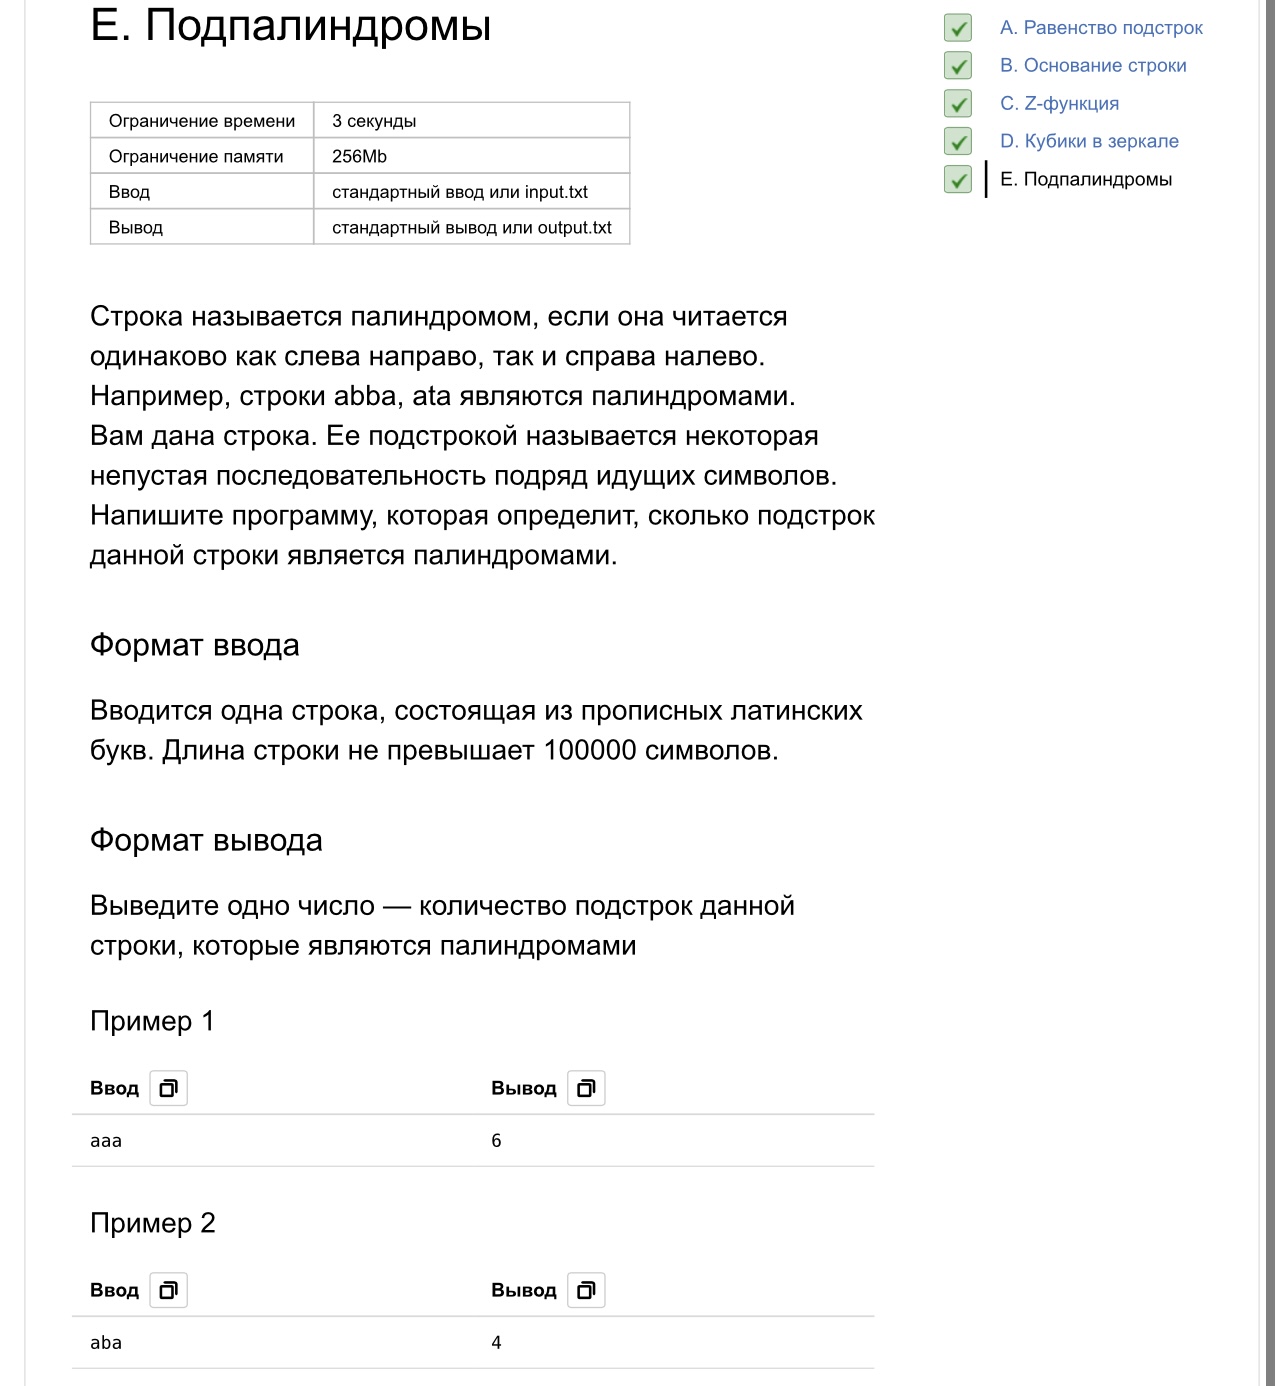 E. Подпалиндромы
Ограничение времени 3 секунды
Ограничение памяти 256Mb
Ввод стандартный ввод или input.txt
Вывод стандартный вывод или output.txt
Строка называется палиндромом, если она читается
одинаково как слева направо, так и справа налево.
Например, строки abba, ata являются палиндромами.
Вам дана строка. Ее подстрокой называется некоторая
непустая последовательность подряд идущих символов.
Напишите программу, которая определит, сколько подстрок
данной строки является палиндромами.
Формат ввода
Вводится одна строка, состоящая из прописных латинских
букв. Длина строки не превышает 100000 символов.
Формат вывода
Выведите одно число — количество подстрок данной
строки, которые являются палиндромами
Пример 1
Ввод Вывод
aaa 6
Пример 2
Ввод Вывод
aba 4
A. Равенство подстрок
B. Основание строки
C. Z-функция
D. Кубики в зеркале
E. Подпалиндромы